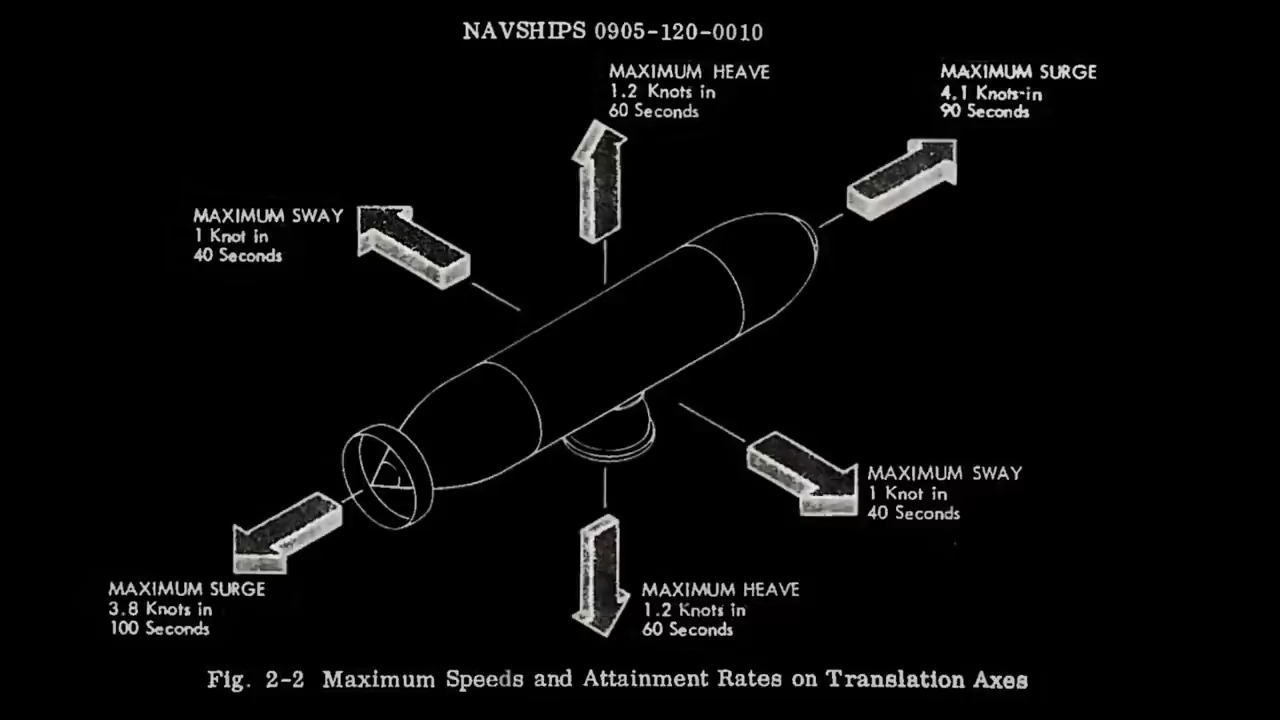 NAVSHIPS 0905-120-0010
MAXIMUM HEAVE
1.2 Knots in
60 Seconds
MAXIMUM SURGE
4.1 Knots-in
90 Seconds
MAXIMUM SWAY
1 Knot in
40 Seconds
MAXIMUM SWAY
1 Knot in
40 Seconds
MAXIMUM SURGE
3.8 Knots in
100 Seconds
MAXIMUM HEAVE
1.2 Knots in
60 Seconds
Fig. 2-2 Maximum Speeds and Attainment Rates on Translation Axes